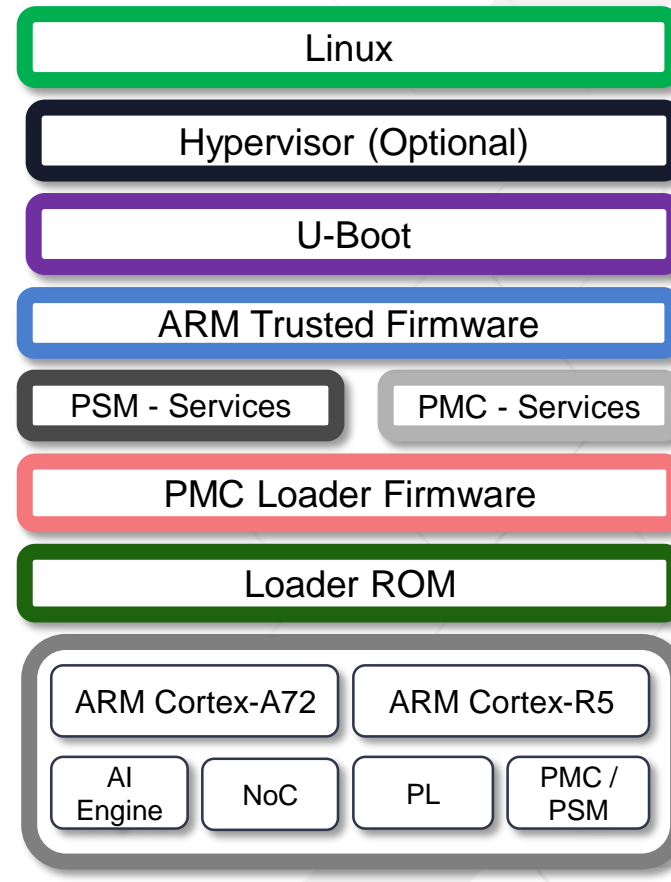 Linux
Hypervisor (Optional)
U-Boot
ARM Trusted Firmware
PSM - Services
PMC - Services
PMC Loader Firmware
Loader ROM
ARM Cortex-A72
ARM Cortex-R5
AI
Engine
NoC
PL
PMC /
PSM